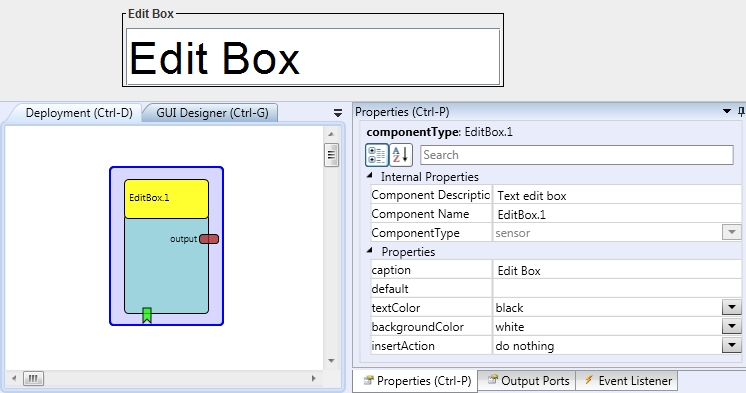 Edit Box
Edit Box
Deployment (Ctrl-D)
GUI Designer (Ctrl-G)
EditBox.1
output
Properties (Ctrl-P)
componentType: EditBox.1
A
Z
Search
Internal Properties
Component Descriptio Text edit box
Component Name EditBox.1
ComponentType sensor
Properties
caption Edit Box
default
textColor black
backgroundColor white
insertAction do nothing
Properties (Ctrl-P) Output Ports Event Listener